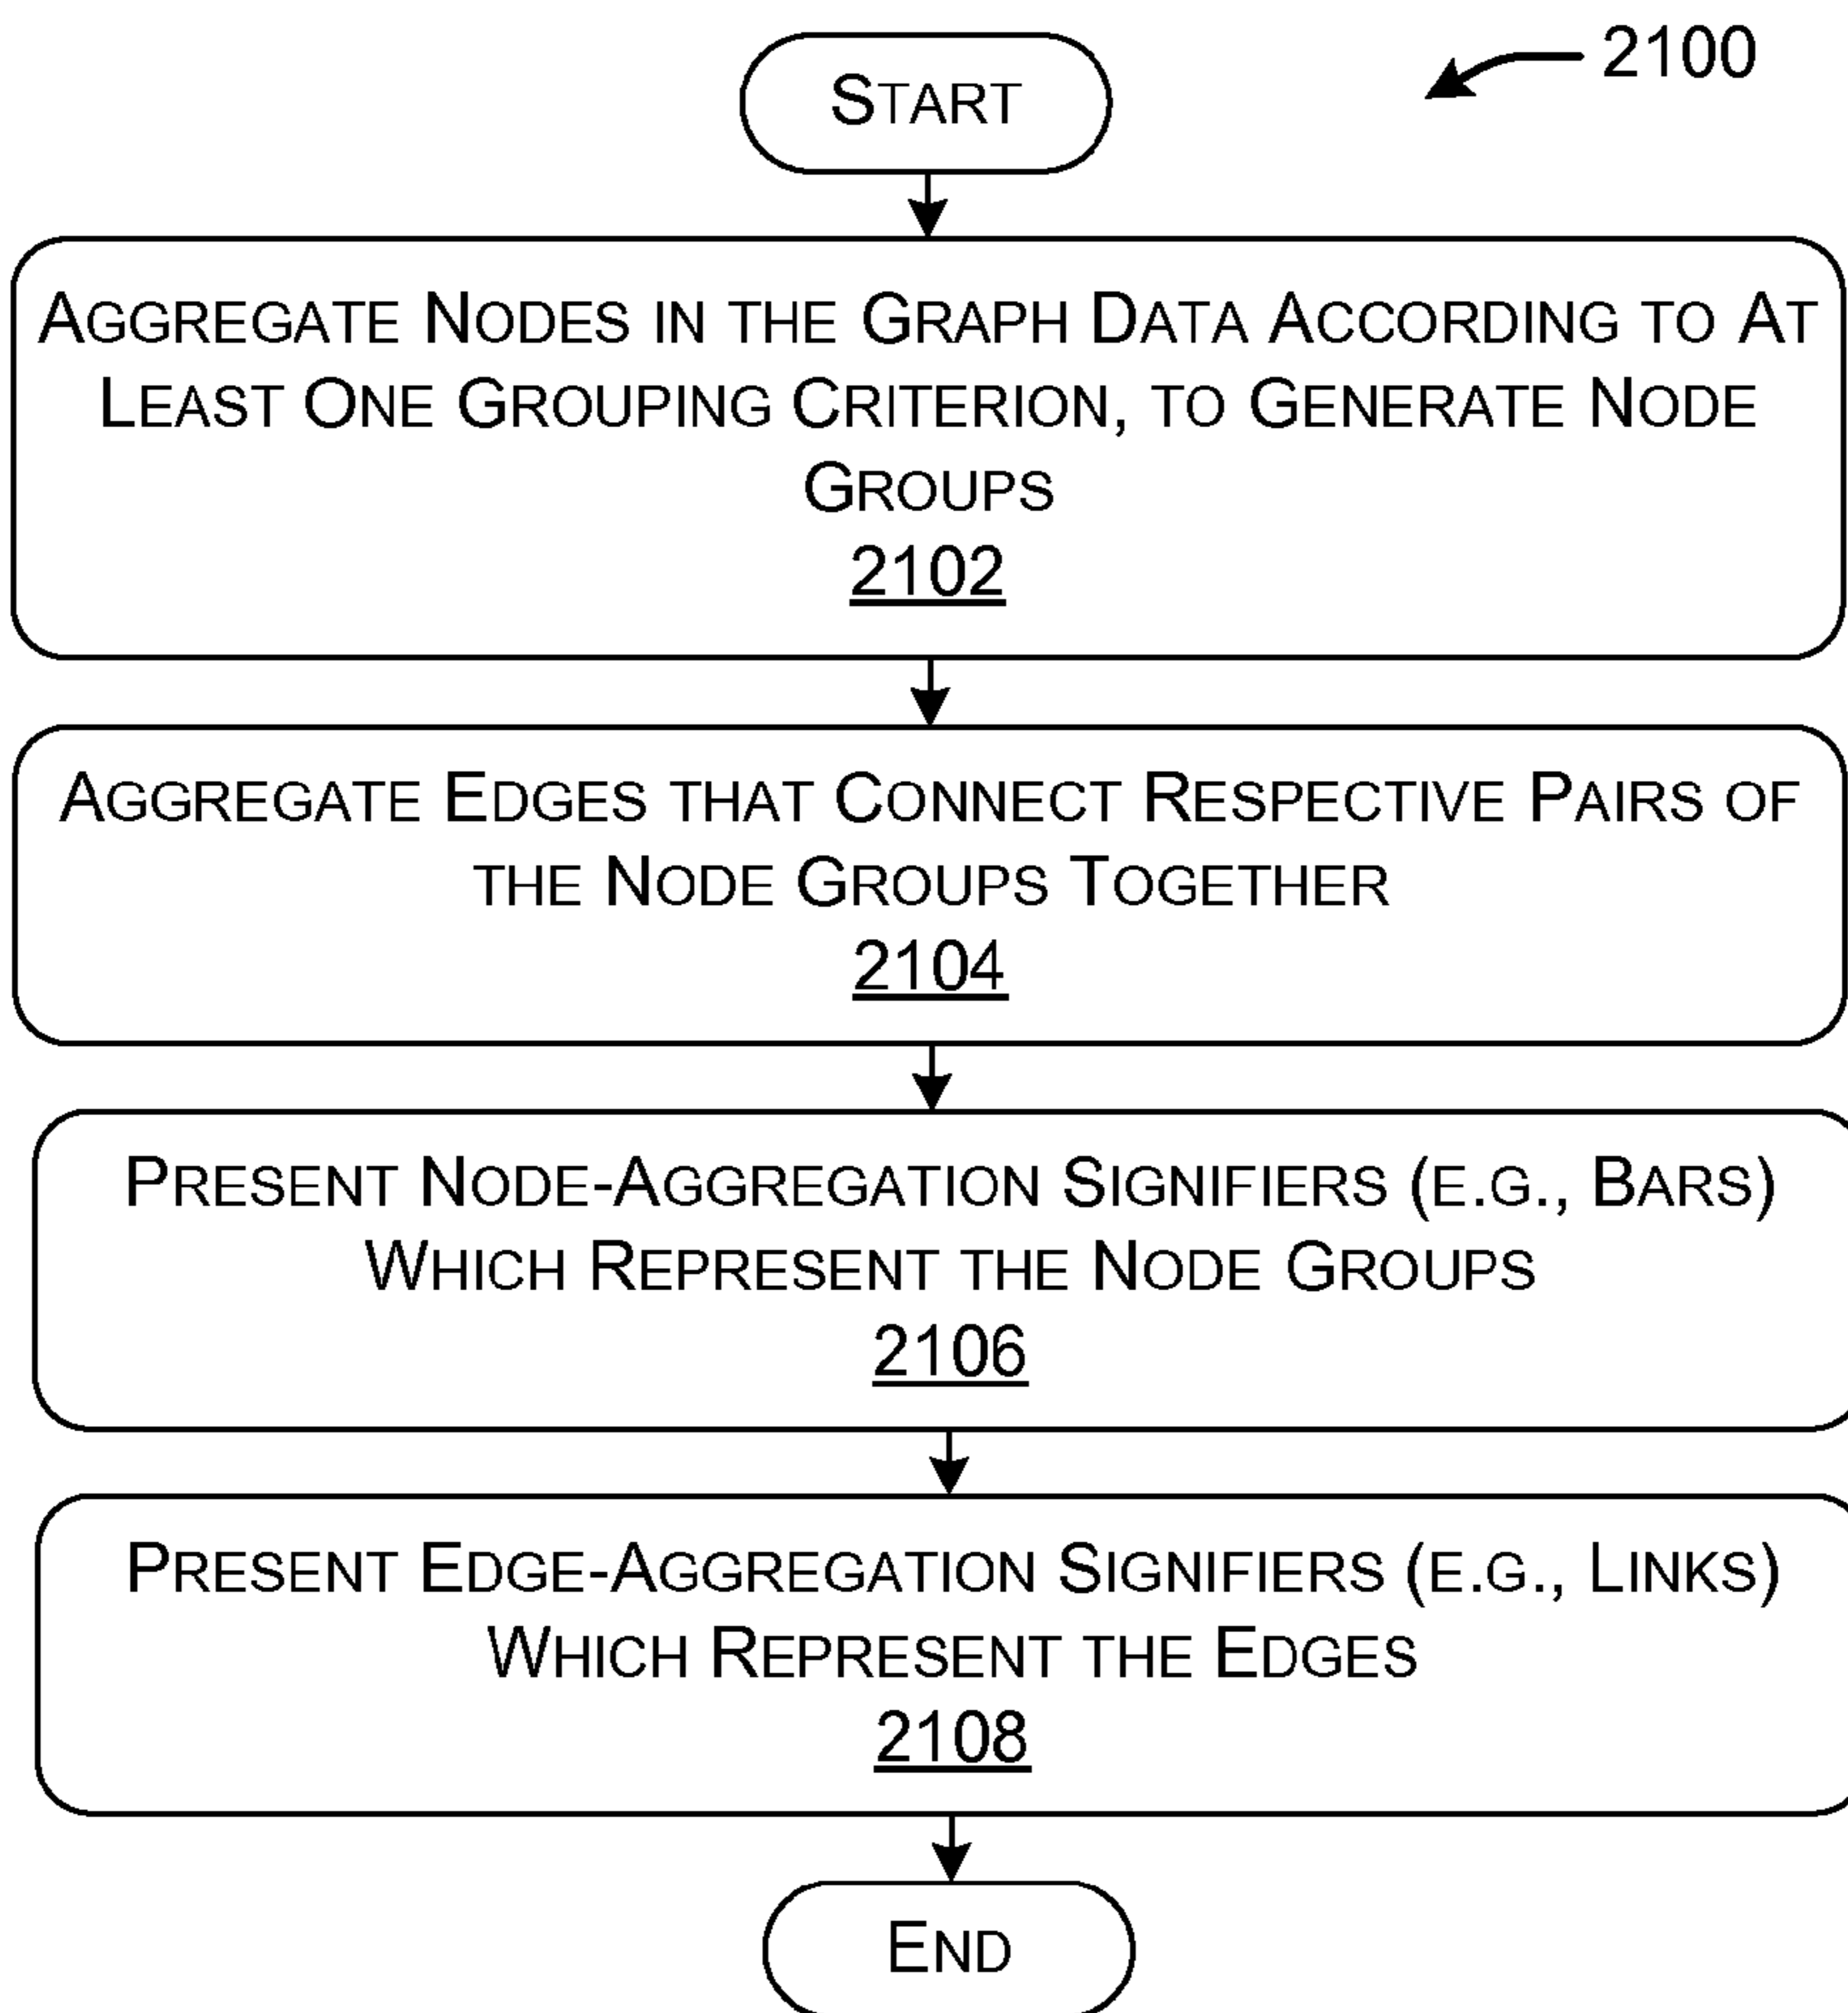 START
2100
AGGREGATE NODES IN THE GRAPH DATA ACCORDING TO AT
LEAST ONE GROUPING CRITERION, TO GENERATE NODE
GROUPS
2102
AGGREGATE EDGES THAT CONNECT RESPECTIVE PAIRS OF
THE NODE GROUPS TOGETHER
2104
PRESENT NODE-AGGREGATION SIGNIFIERS (E.G., BARS)
WHICH REPRESENT THE NODE GROUPS
2106
PRESENT EDGE-AGGREGATION SIGNIFIERS (E.G., LINKS)
WHICH REPRESENT THE EDGES
2108
END